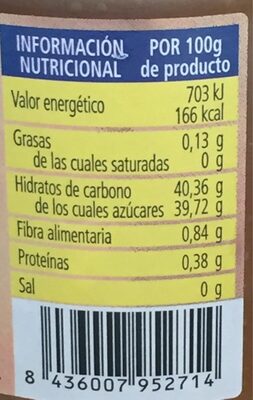 INFORMACIÓN POR 100g
NUTRICIONAL de producto
Valor energético 703 kJ
166 kcal
Grasas 0,13 g
de las cuales saturadas 0 g
Hidratos de carbono 40,36 g
de los cuales azúcares 39,72 g
Fibra alimentaria 0,84 g
Proteínas 0,38 g
Sal 0 g
8 436007 952714